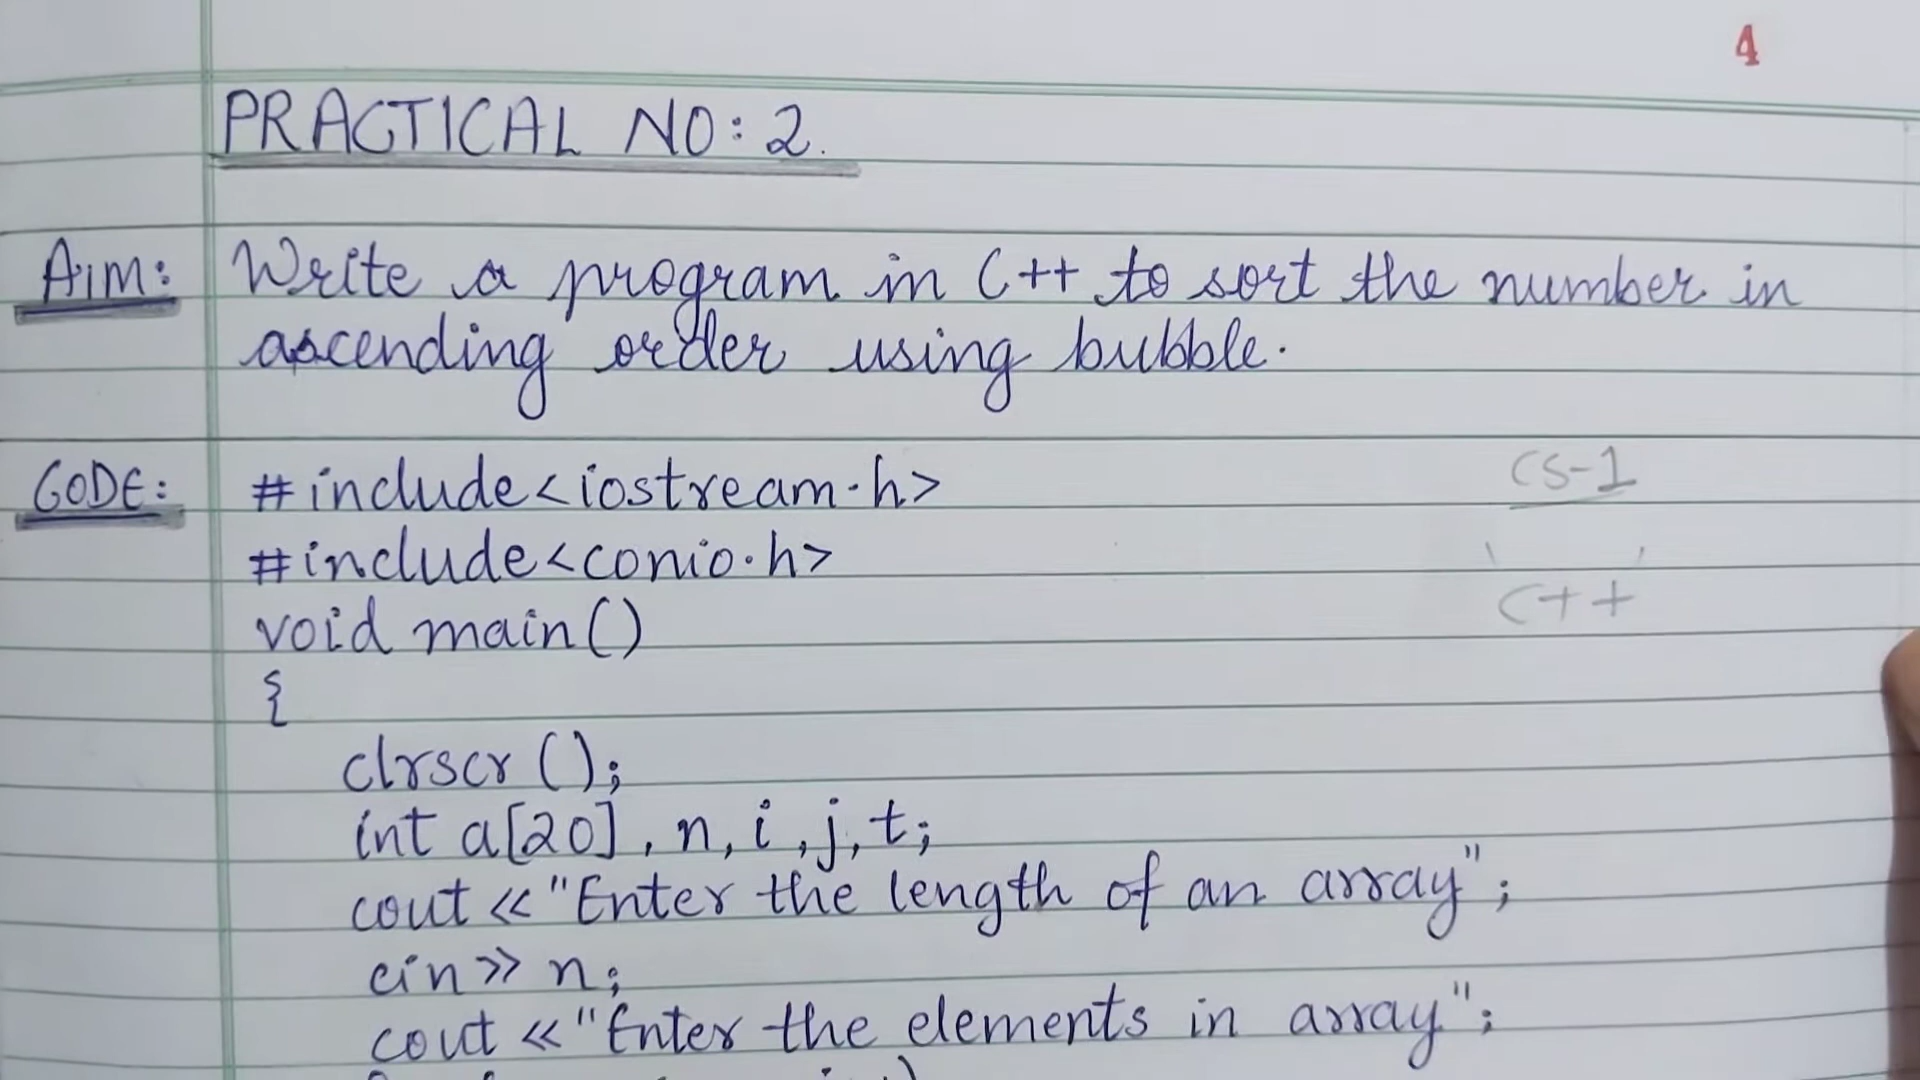 4
PRACTICAL NO: 2.
AIM: Write a program in C++ to sort the number in
ascending order using bubble.
CODE: #include<iostream.h>
CS-1
#include<conio.h>
C++
void main()
{
clrscr();
int a[20], n, i, j, t;
cout <<"Enter the length of an array";
cin>> n;
cout <<"Enter the elements in array";